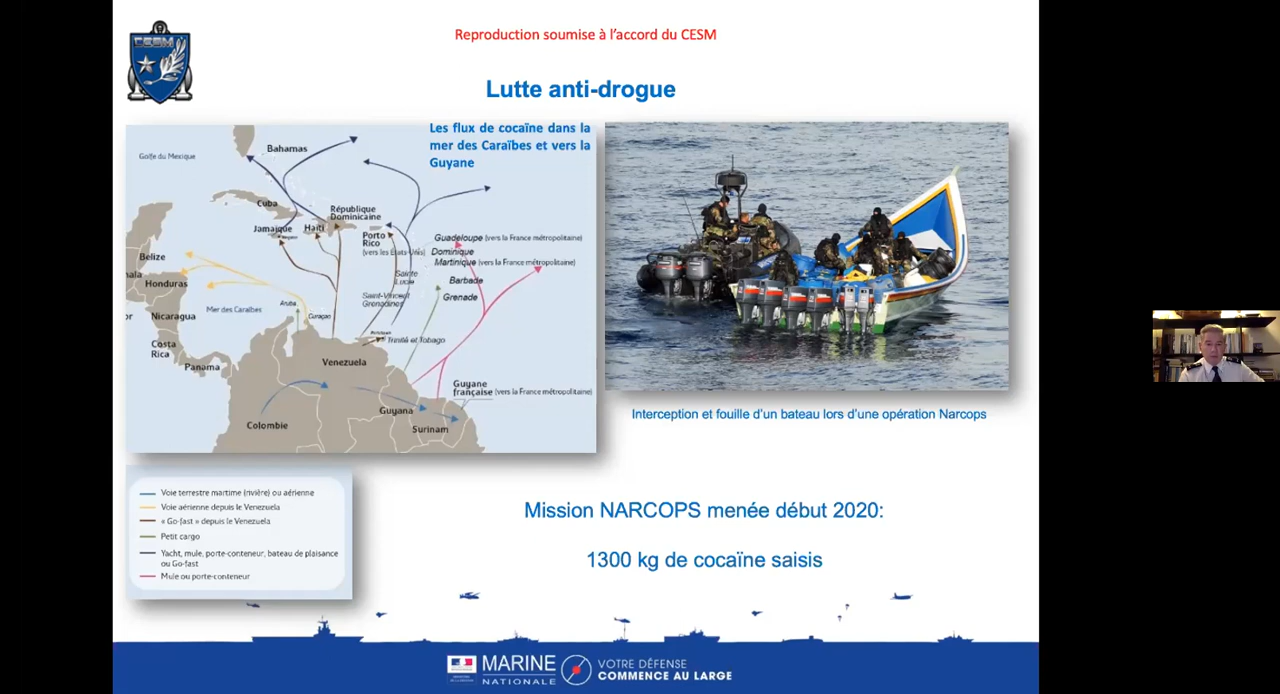 Reproduction soumise à l'accord du CESM
CESM
Lutte anti-drogue
Les flux de cocaïne dans la
mer des Caraïbes et vers la
Guyane
Golfe du Mexique
Bahamas
Cuba
République
Dominicaine
Jamaïque
Haïti
Porto
Rico
(vers les États-Unis)
Guadeloupe (vers la France métropolitaine)
Dominique
Martinique (vers la France métropolitaine)
Sainte
Lucie
Barbade
Saint-Vincent
Grenadines
Grenade
Belize
mala
Honduras
Nicaragua
or
Mer des Caraïbes
Aruba
Curaçao
Costa
Rica
Panama
Trinité et Tobago
Venezuela
Guyane
française (vers la France métropolitaine)
Guyana
Surinam
Colombie
Interception et fouille d'un bateau lors d'une opération Narcops
Voie terrestre martime (rivière) ou aérienne
Voie aérienne depuis le Venezuela
« Go-fast » depuis le Venezuela
Petit cargo
Yacht, mule, porte-conteneur, bateau de plaisance
ou Go-fast
Mule ou porte-conteneur
Mission NARCOPS menée début 2020:
1300 kg de cocaïne saisis
MARINE
NATIONALE
VOTRE DÉFENSE
COMMENCE AU LARGE